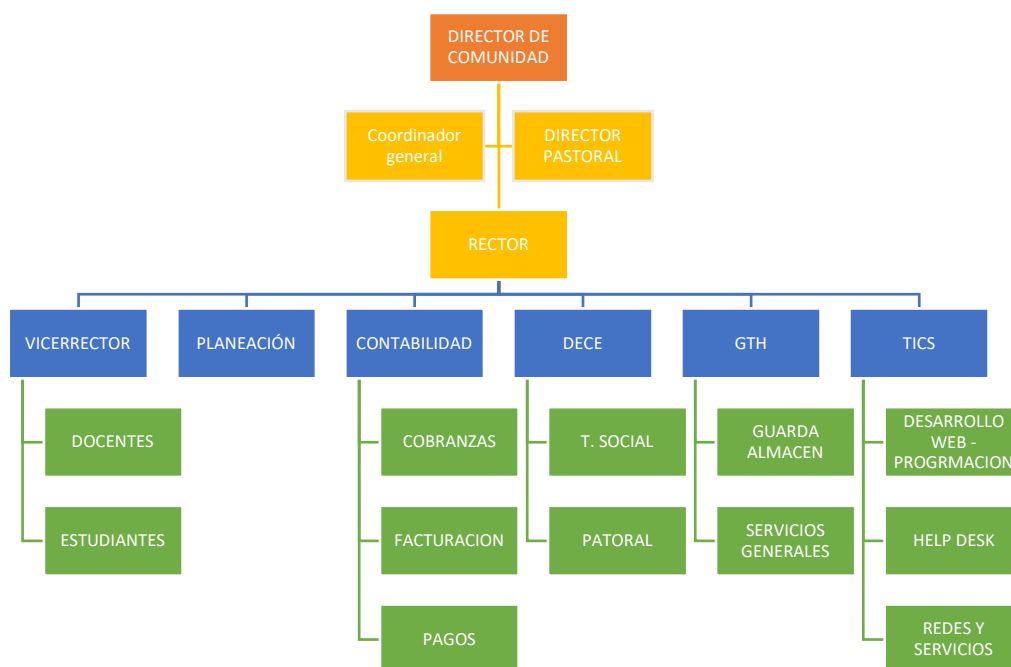 DIRECTOR DE
COMUNIDAD
Coordinador
general
DIRECTOR
PASTORAL
RECTOR
VICERRECTOR
PLANEACIÓN
CONTABILIDAD
DECE
GTH
TICS
DOCENTES
COBRANZAS
T. SOCIAL
GUARDA
ALMACEN
DESARROLLO
WEB -
PROGRMACION
ESTUDIANTES
FACTURACION
PATORAL
SERVICIOS
GENERALES
HELP DESK
PAGOS
REDES Y
SERVICIOS